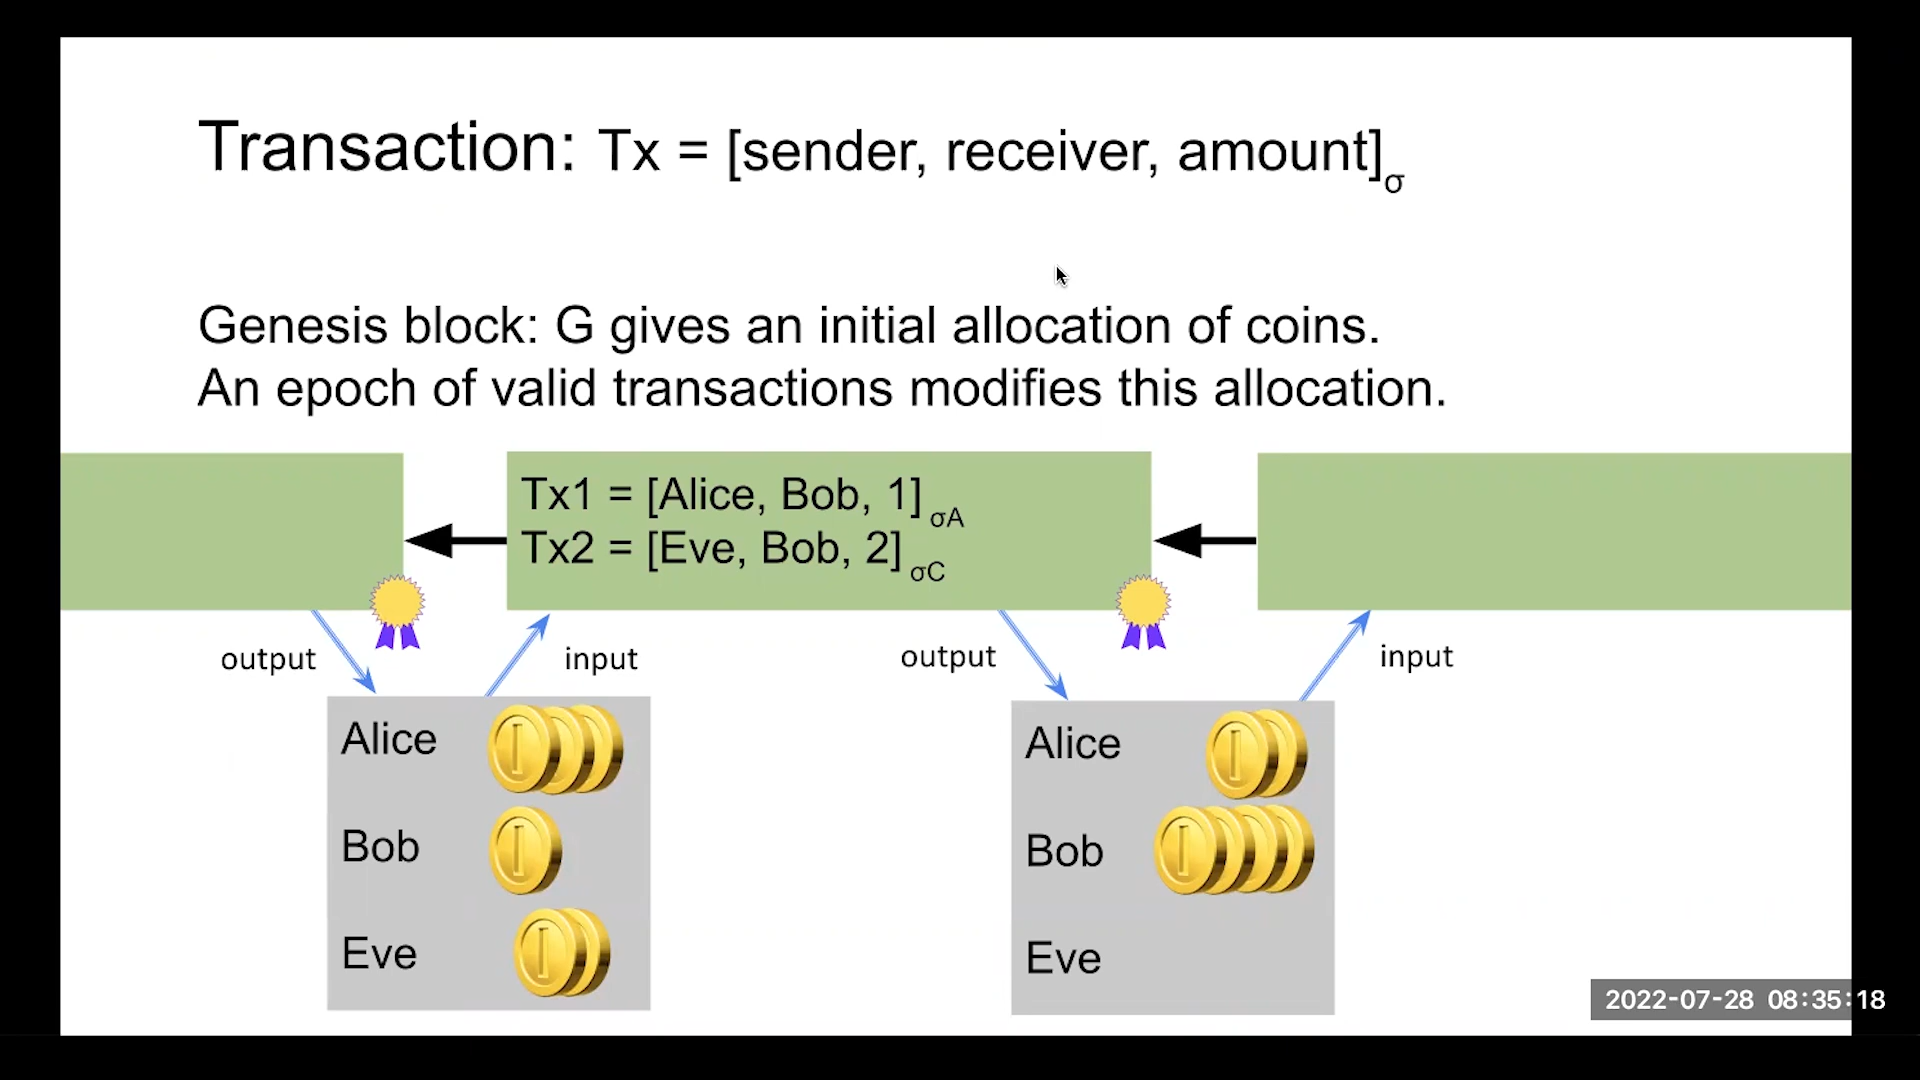 Transaction: Tx = [sender, receiver, amount]σ
Genesis block: G gives an initial allocation of coins.
An epoch of valid transactions modifies this allocation.
Tx1 = [Alice, Bob, 1] σA
Tx2 = [Eve, Bob, 2] σC
output
input
output
input
Alice
Bob
Eve
Alice
Bob
Eve
2022-07-28 08:35:18